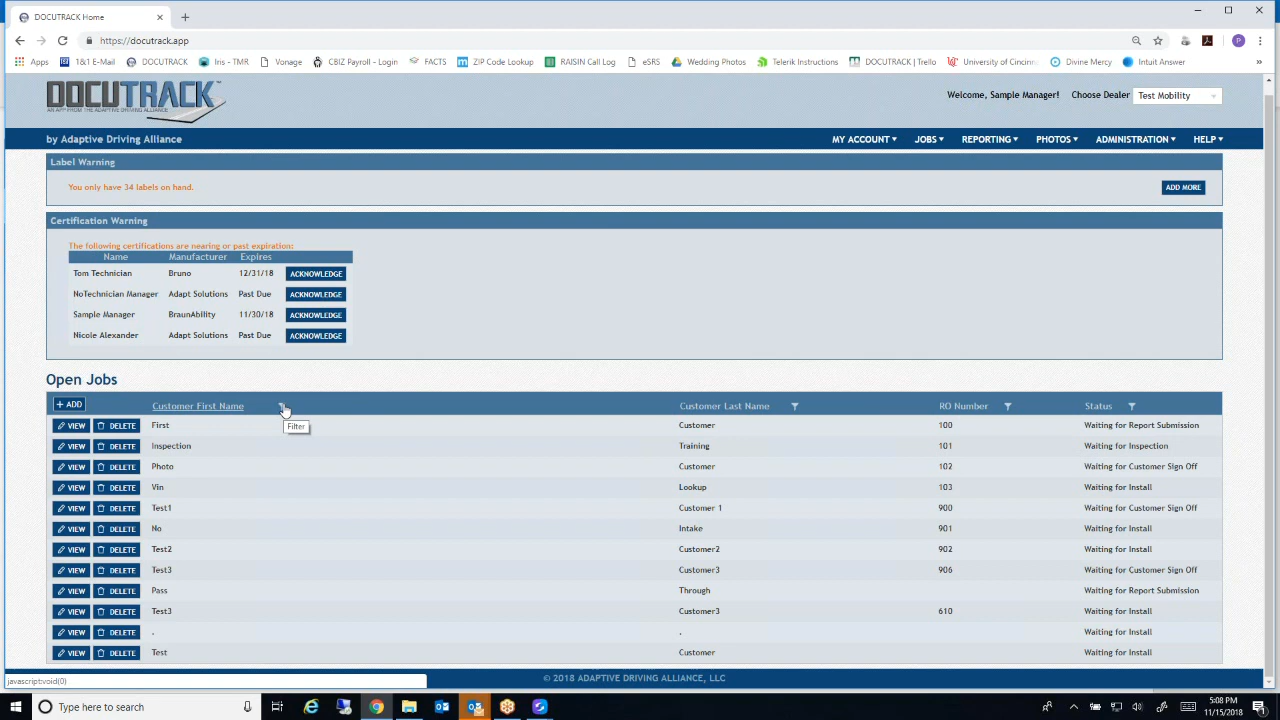 DOCUTRACK Home
https://docutrack.app
Apps 1&1 E-Mail DOCUTRACK Iris - TMR Vonage CBIZ Payroll - Login FACTS ZIP Code Lookup RAISIN Call Log eSRS Wedding Photos Telerik Instructions DOCUTRACK | Trello University of Cincinn Divine Mercy Intuit Answer »
DOCUTRACK
AN APP FROM THE ADAPTIVE DRIVING ALLIANCE
Welcome, Sample Manager! Choose Dealer Test Mobility
by Adaptive Driving Alliance MY ACCOUNT JOBS REPORTING PHOTOS ADMINISTRATION HELP
Label Warning
You only have 34 labels on hand. ADD MORE
Certification Warning
The following certifications are nearing or past expiration:
Name Manufacturer Expires
Tom Technician Bruno 12/31/18 ACKNOWLEDGE
NoTechnician Manager Adapt Solutions Past Due ACKNOWLEDGE
Sample Manager BraunAbility 11/30/18 ACKNOWLEDGE
Nicole Alexander Adapt Solutions Past Due ACKNOWLEDGE
Open Jobs
+ ADD Customer First Name Customer Last Name RO Number Status
Filter
VIEW DELETE First Customer 100 Waiting for Report Submission
VIEW DELETE Inspection Training 101 Waiting for Inspection
VIEW DELETE Photo Customer 102 Waiting for Customer Sign Off
VIEW DELETE Vin Lookup 103 Waiting for Install
VIEW DELETE Test1 Customer 1 900 Waiting for Customer Sign Off
VIEW DELETE No Intake 901 Waiting for Install
VIEW DELETE Test2 Customer2 902 Waiting for Install
VIEW DELETE Test3 Customer3 906 Waiting for Customer Sign Off
VIEW DELETE Pass Through Waiting for Report Submission
VIEW DELETE Test3 Customer3 610 Waiting for Install
VIEW DELETE . . Waiting for Install
VIEW DELETE Test Customer Waiting for Install
© 2018 ADAPTIVE DRIVING ALLIANCE, LLC
javascript:void(0)
Type here to search
5:08 PM
11/15/2018